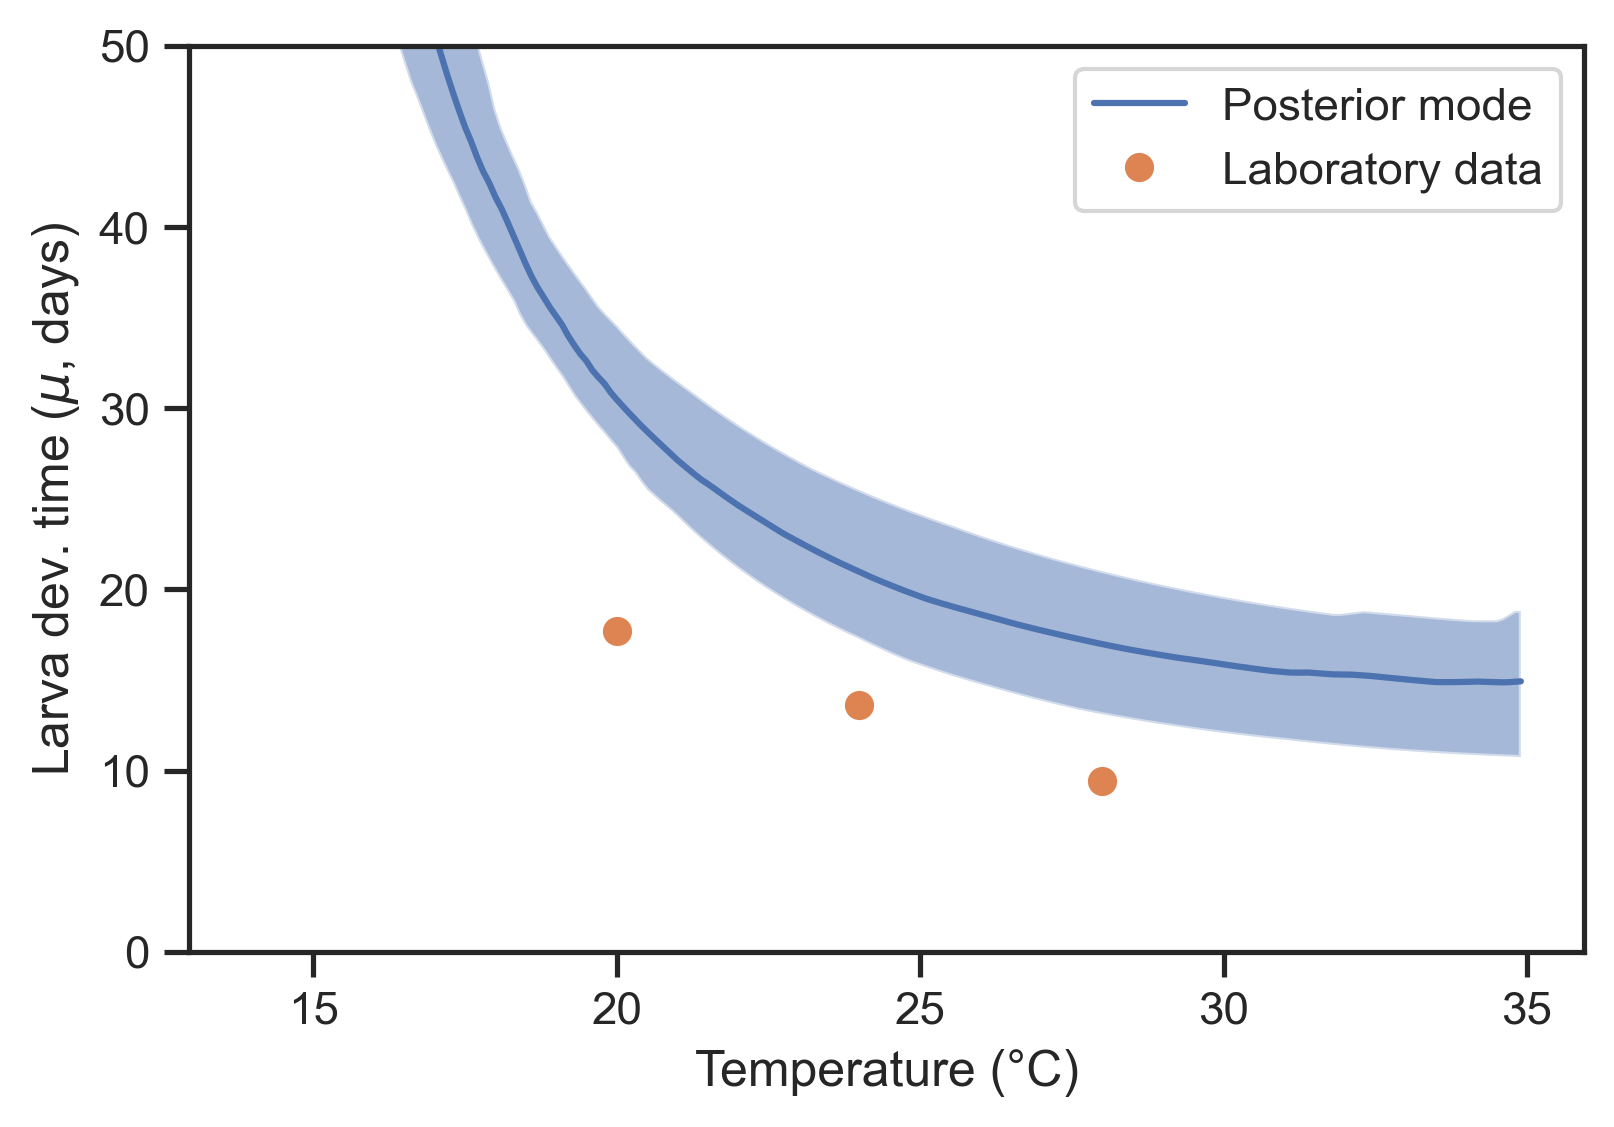 50
40
30
20
10
0
Larva dev. time (μ, days)
Posterior mode
Laboratory data
15 20 25 30 35
Temperature (°C)